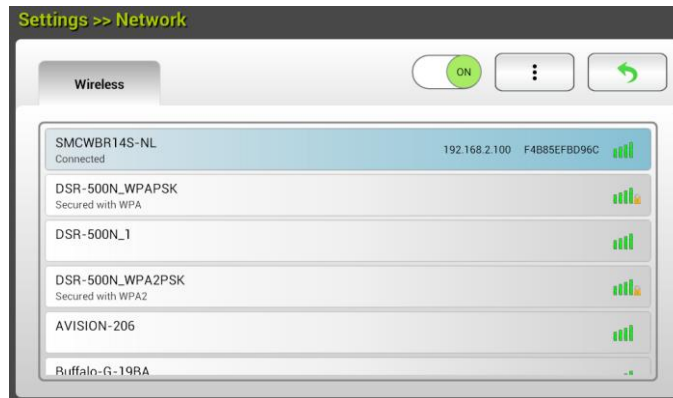 Settings >> Network
Wireless
ON
SMCWBR14S-NL
Connected
192.168.2.100 F4B85EFBD96C
DSR-500N_WPAPSK
Secured with WPA
DSR-500N_1
DSR-500N_WPA2PSK
Secured with WPA2
AVISION-206
Buffalo-G-19BA